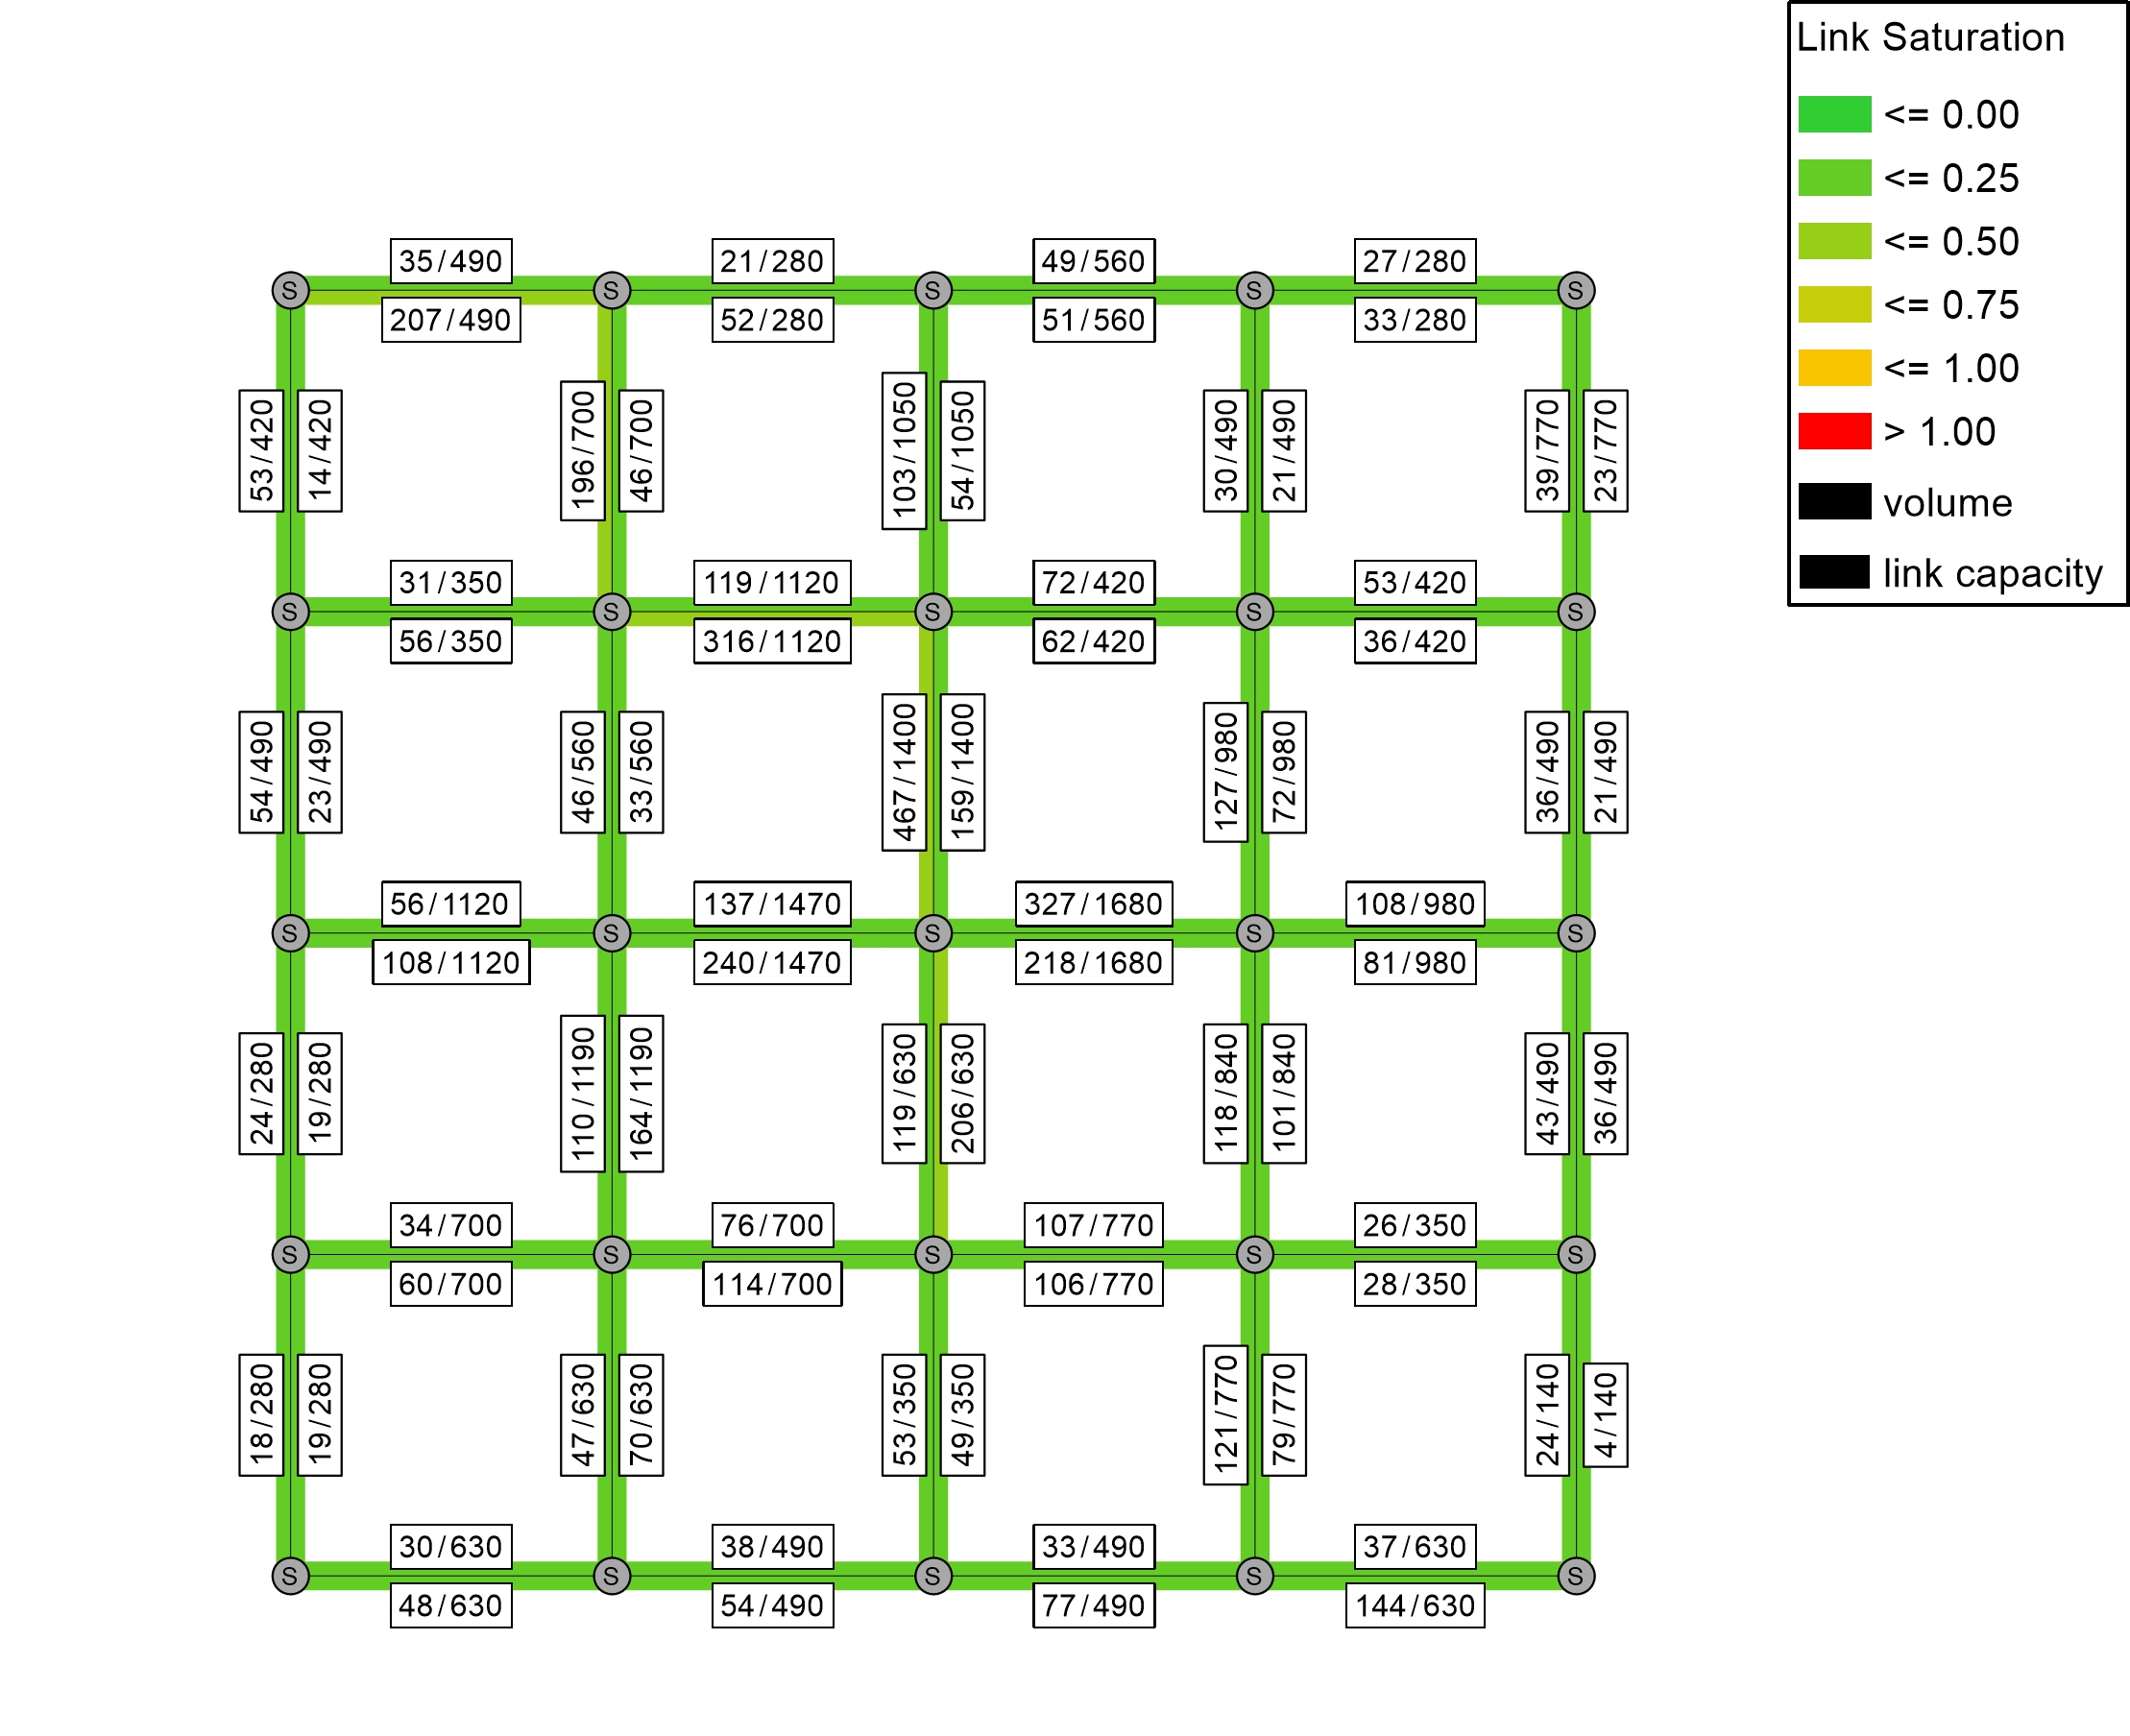 Link Saturation
<= 0.00
<= 0.25
<= 0.50
<= 0.75
<= 1.00
> 1.00
volume
link capacity
35/490 21/280 49/560 27/280
S S S S S
207/490 52/280 51/560 33/280
53/420 14/420 196/700 46/700 103/1050 54/1050 30/490 21/490 39/770 23/770
31/350 119/1120 72/420 53/420
S S S S S
56/350 316/1120 62/420 36/420
54/490 23/490 46/560 33/560 467/1400 159/1400 127/980 72/980 36/490 21/490
56/1120 137/1470 327/1680 108/980
S S S S S
108/1120 240/1470 218/1680 81/980
24/280 19/280 110/1190 164/1190 119/630 206/630 118/840 101/840 43/490 36/490
34/700 76/700 107/770 26/350
S S S S S
60/700 114/700 106/770 28/350
18/280 19/280 47/630 70/630 53/350 49/350 121/770 79/770 24/140 4/140
30/630 38/490 33/490 37/630
S S S S S
48/630 54/490 77/490 144/630